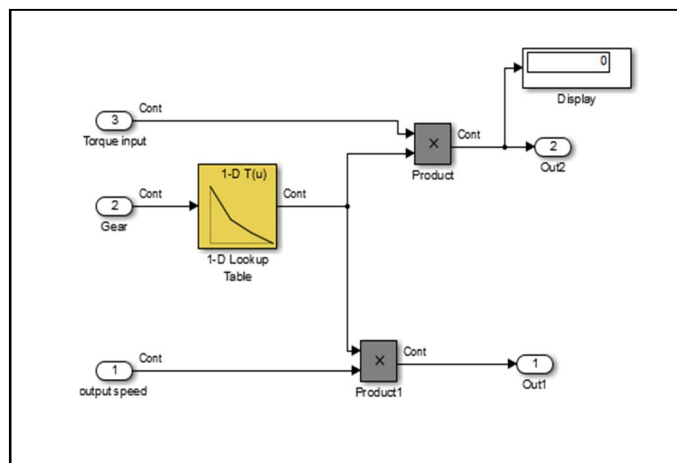 0
Display
Cont
3
Torque input
Cont
×
Product
2
Out2
1-D T(u)
Cont
2
Gear
Cont
1-D Lookup
Table
Cont
1
output speed
×
Product1
Cont
1
Out1